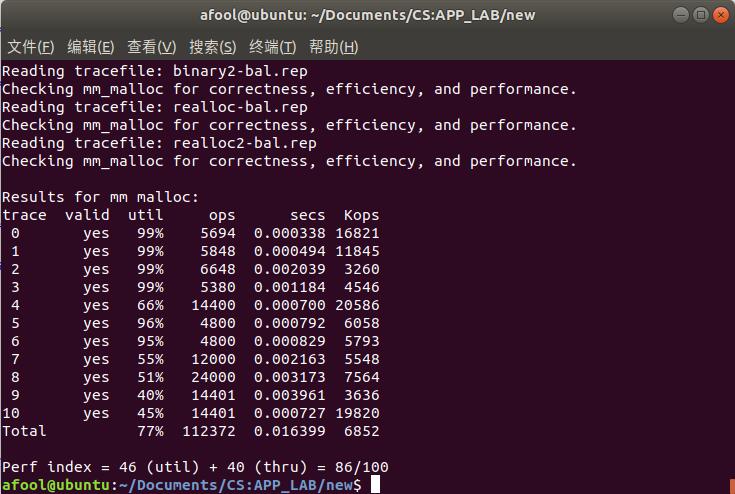 afool@ubuntu: ~/Documents/CS:APP_LAB/new
文件(F) 编辑(E) 查看(V) 搜索(S) 终端(T) 帮助(H)
Reading tracefile: binary2-bal.rep
Checking mm_malloc for correctness, efficiency, and performance.
Reading tracefile: realloc-bal.rep
Checking mm_malloc for correctness, efficiency, and performance.
Reading tracefile: realloc2-bal.rep
Checking mm_malloc for correctness, efficiency, and performance.
Results for mm malloc:
trace valid util ops secs Kops
0 yes 99% 5694 0.000338 16821
1 yes 99% 5848 0.000494 11845
2 yes 99% 6648 0.002039 3260
3 yes 99% 5380 0.001184 4546
4 yes 66% 14400 0.000700 20586
5 yes 96% 4800 0.000792 6058
6 yes 95% 4800 0.000829 5793
7 yes 55% 12000 0.002163 5548
8 yes 51% 24000 0.003173 7564
9 yes 40% 14401 0.003961 3636
10 yes 45% 14401 0.000727 19820
Total 77% 112372 0.016399 6852
Perf index = 46 (util) + 40 (thru) = 86/100
afool@ubuntu:~/Documents/CS:APP_LAB/new$